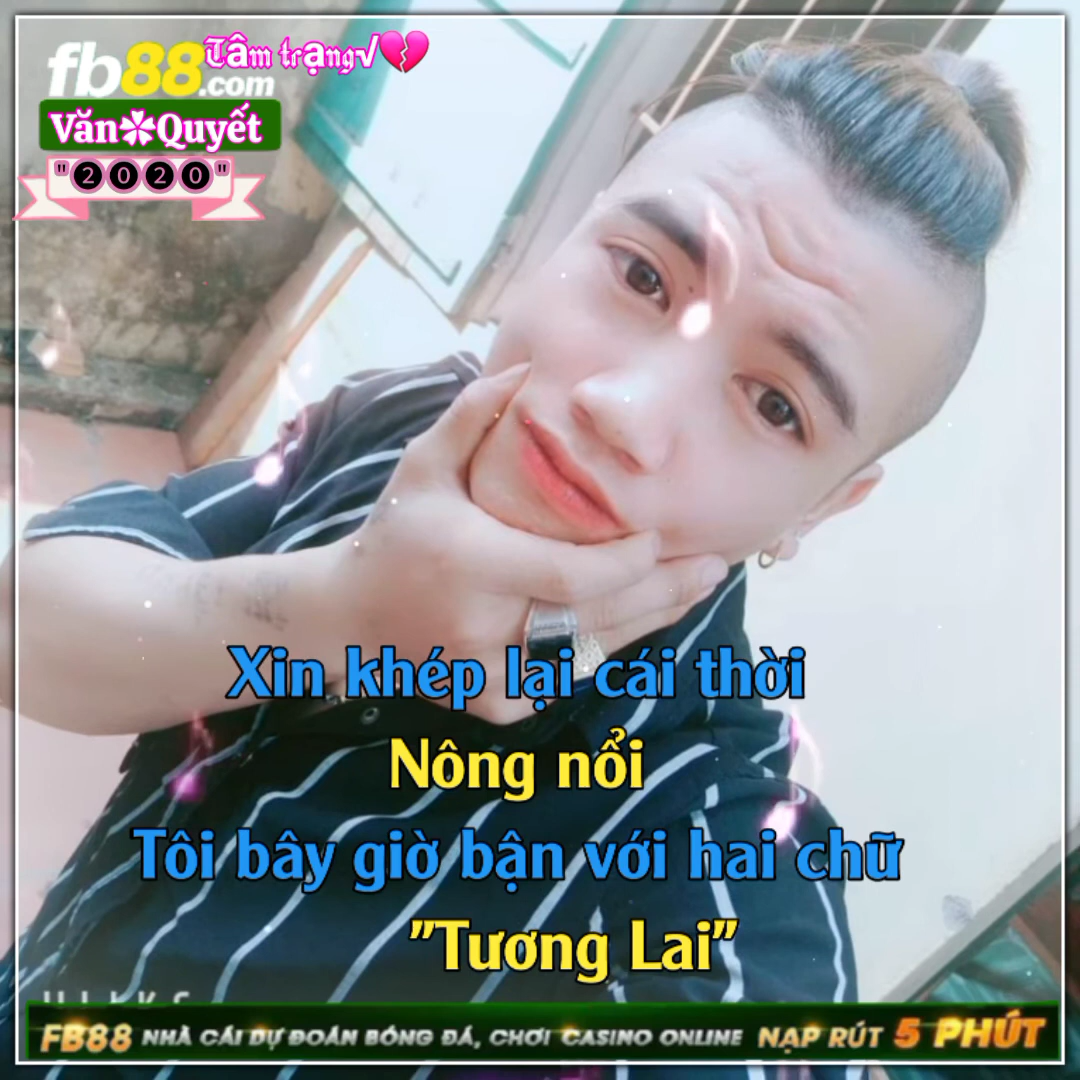 fb88.com
Tâm trạng√💔
Văn✿Quyết
"❷⓿❷⓿"
Xin khép lại cái thời
Nông nổi
Tôi bây giờ bận với hai chữ
"Tương Lai"
FB88 NHÀ CÁI DỰ ĐOÁN BÓNG ĐÁ, CHƠI CASINO ONLINE NẠP RÚT 5 PHÚT